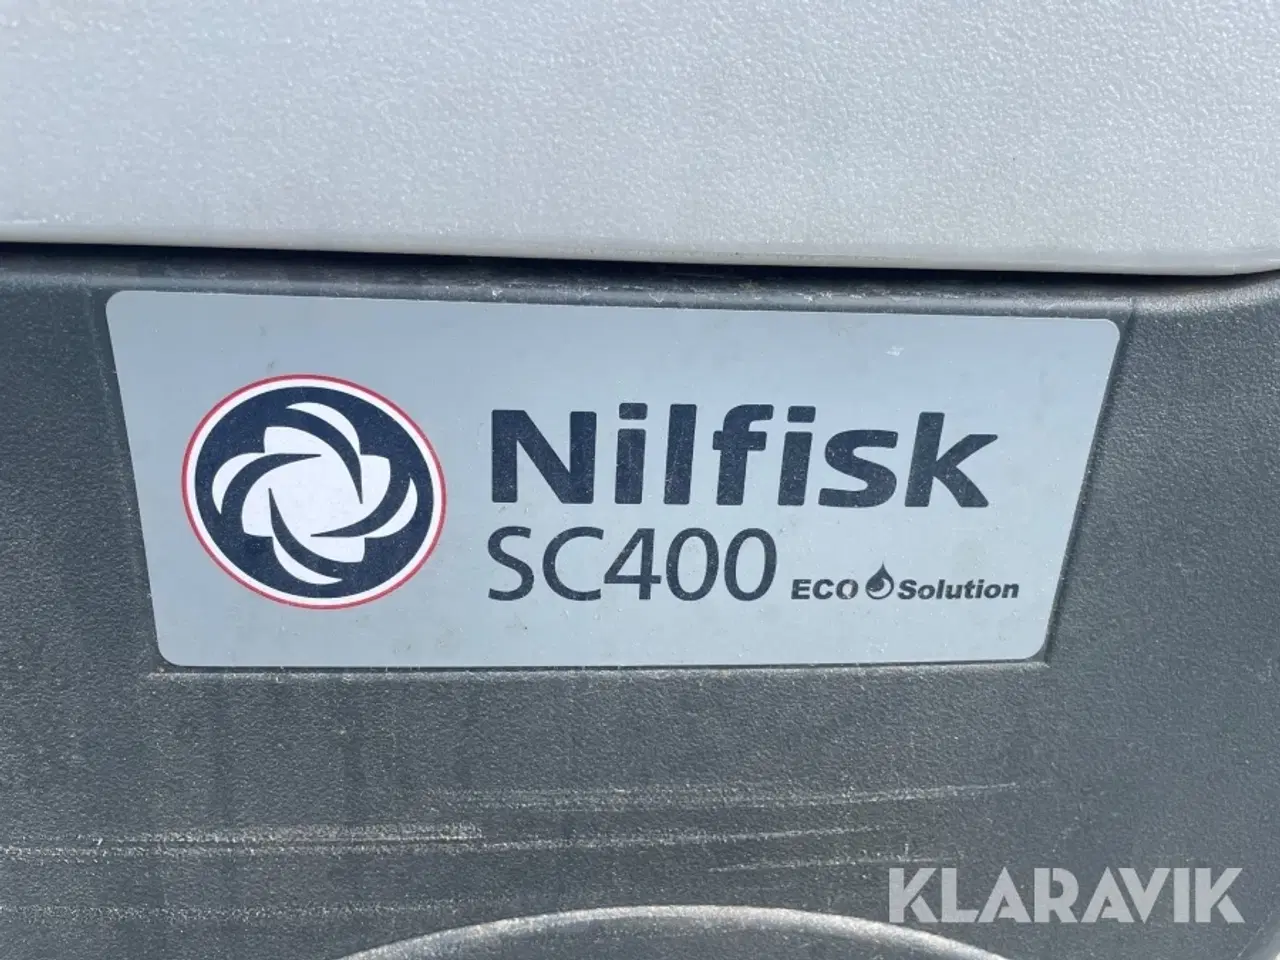 Nilfisk
SC400 ECO Solution
KLARAVIK